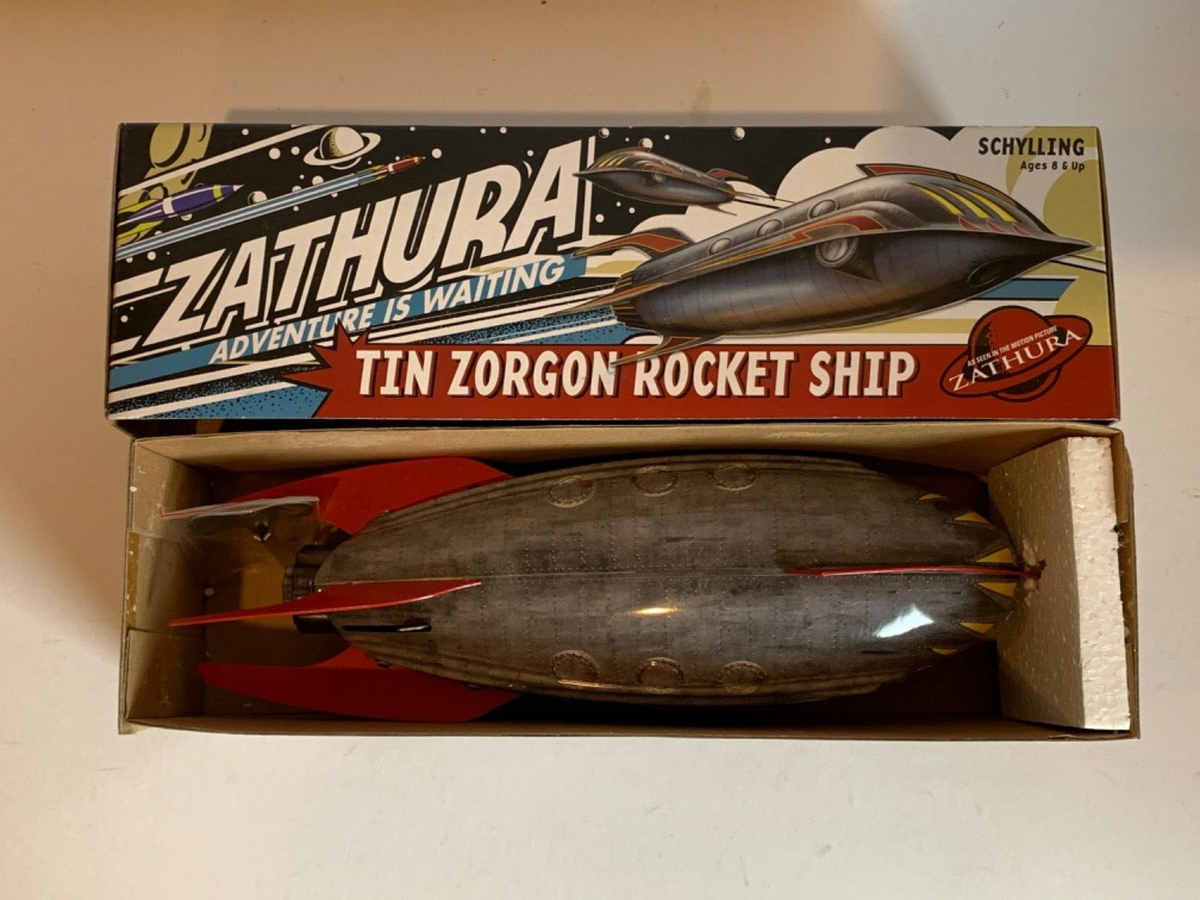 SCHYLLING
Ages 8 & Up
ZATHURA
ADVENTURE IS WAITING
TIN ZORGON ROCKET SHIP
AS SEEN IN THE MOTION PICTURE
ZATHURA